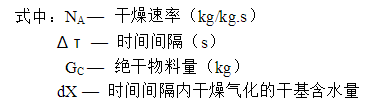 式中：NA— 干燥速率（kg/kg.s）
Δτ — 时间间隔（s）
GC— 绝干物料量（kg）
dX — 时间间隔内干燥气化的干基含水量